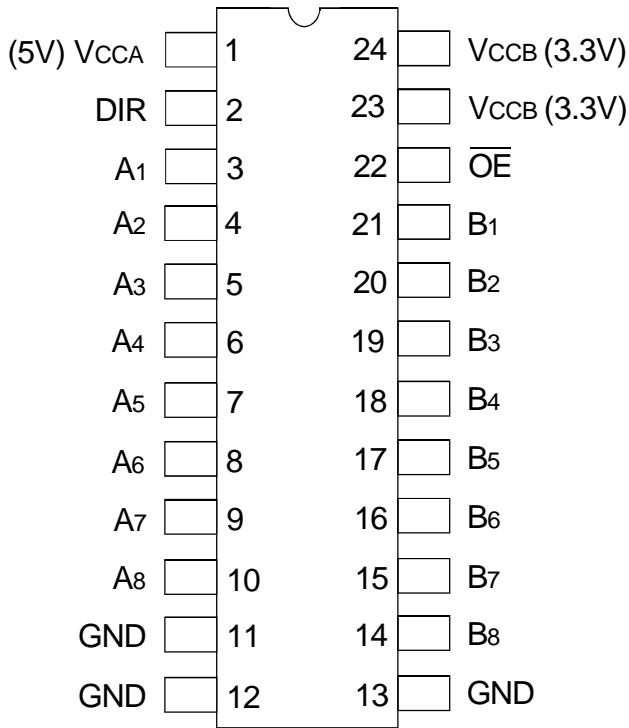 (5V) VCCA 1 24 VCCB (3.3V)
DIR 2 23 VCCB (3.3V)
A1 3 22 O̅E̅
A2 4 21 B1
A3 5 20 B2
A4 6 19 B3
A5 7 18 B4
A6 8 17 B5
A7 9 16 B6
A8 10 15 B7
GND 11 14 B8
GND 12 13 GND